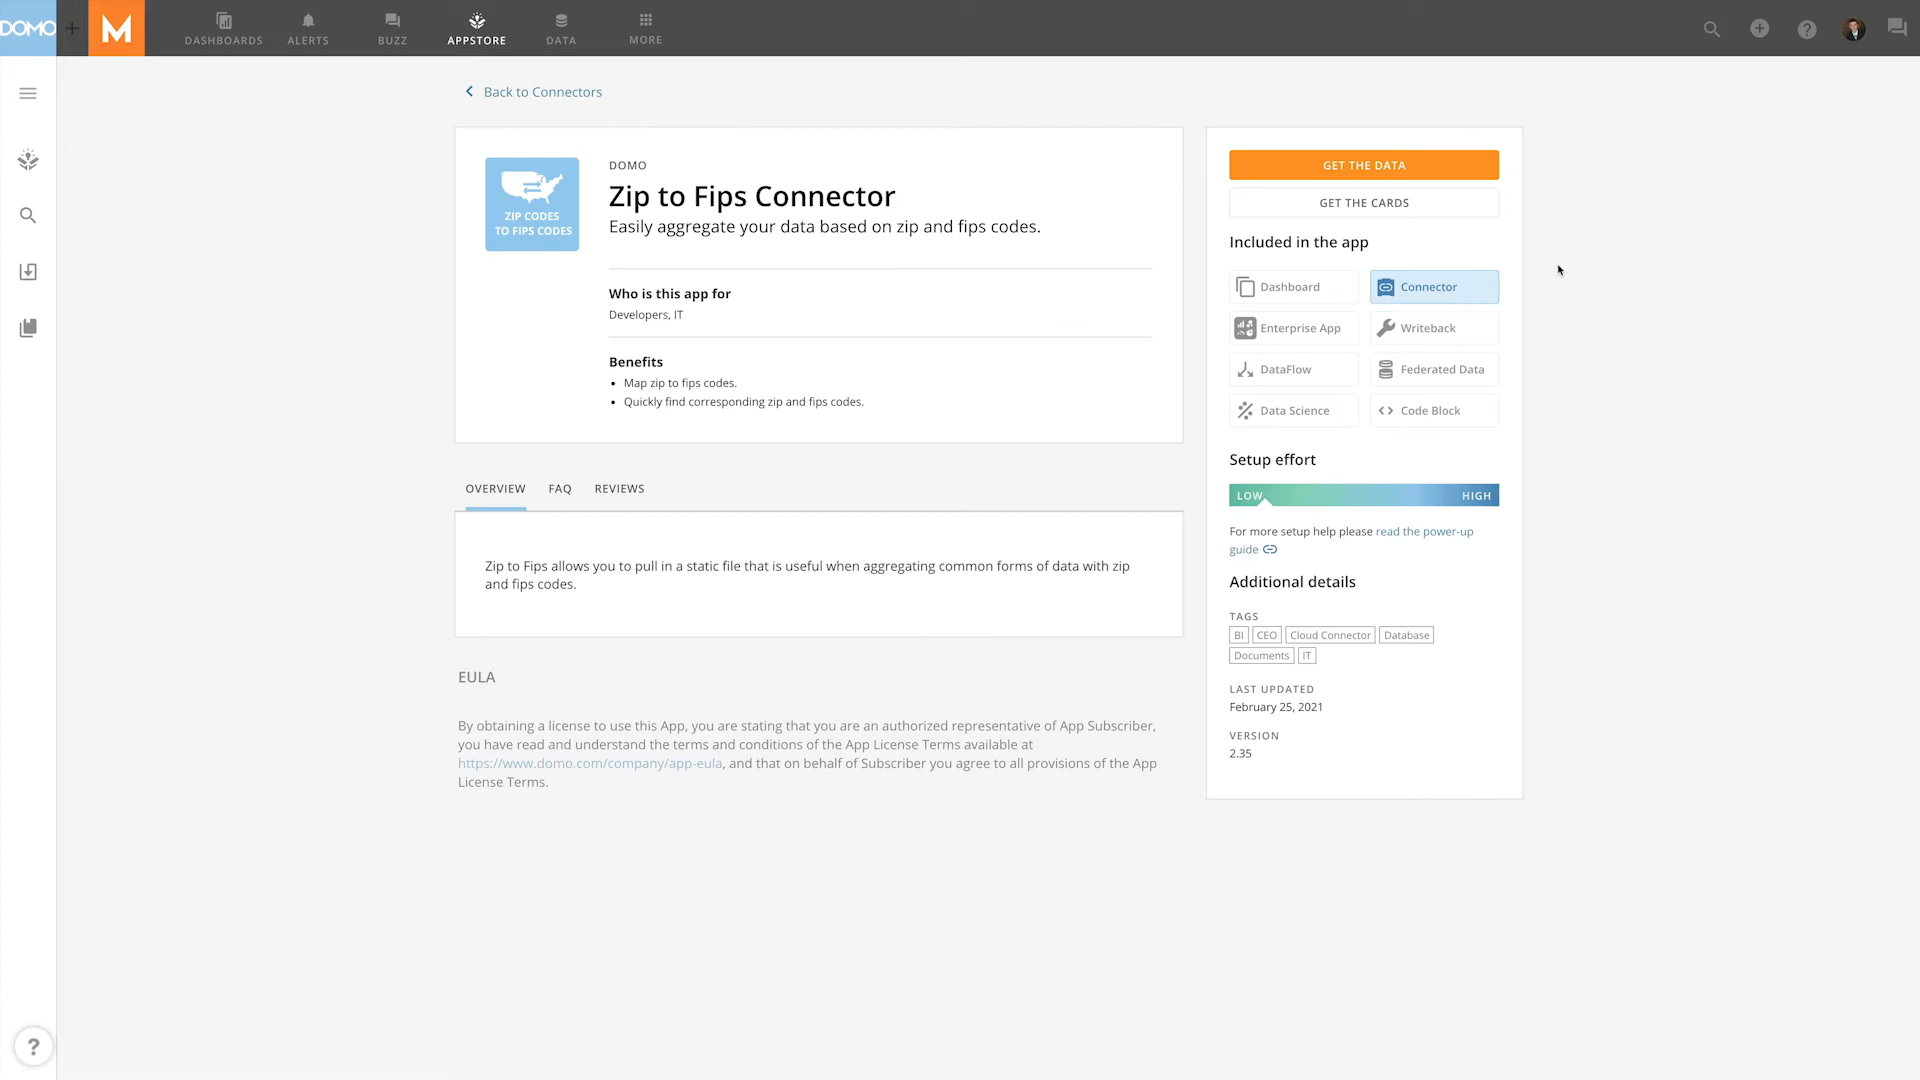 DOMO
M
DASHBOARDS
ALERTS
BUZZ
APPSTORE
DATA
MORE
Back to Connectors
ZIP CODES
TO FIPS CODES
DOMO
Zip to Fips Connector
Easily aggregate your data based on zip and fips codes.
Who is this app for
Developers, IT
Benefits
• Map zip to fips codes.
• Quickly find corresponding zip and fips codes.
OVERVIEW
FAQ
REVIEWS
Zip to Fips allows you to pull in a static file that is useful when aggregating common forms of data with zip
and fips codes.
EULA
By obtaining a license to use this App, you are stating that you are an authorized representative of App Subscriber,
you have read and understand the terms and conditions of the App License Terms available at
https://www.domo.com/company/app-eula, and that on behalf of Subscriber you agree to all provisions of the App
License Terms.
GET THE DATA
GET THE CARDS
Included in the app
Dashboard
Connector
Enterprise App
Writeback
DataFlow
Federated Data
Data Science
Code Block
Setup effort
LOW
HIGH
For more setup help please read the power-up
guide
Additional details
TAGS
BI CEO Cloud Connector Database
Documents IT
LAST UPDATED
February 25, 2021
VERSION
2.35
?